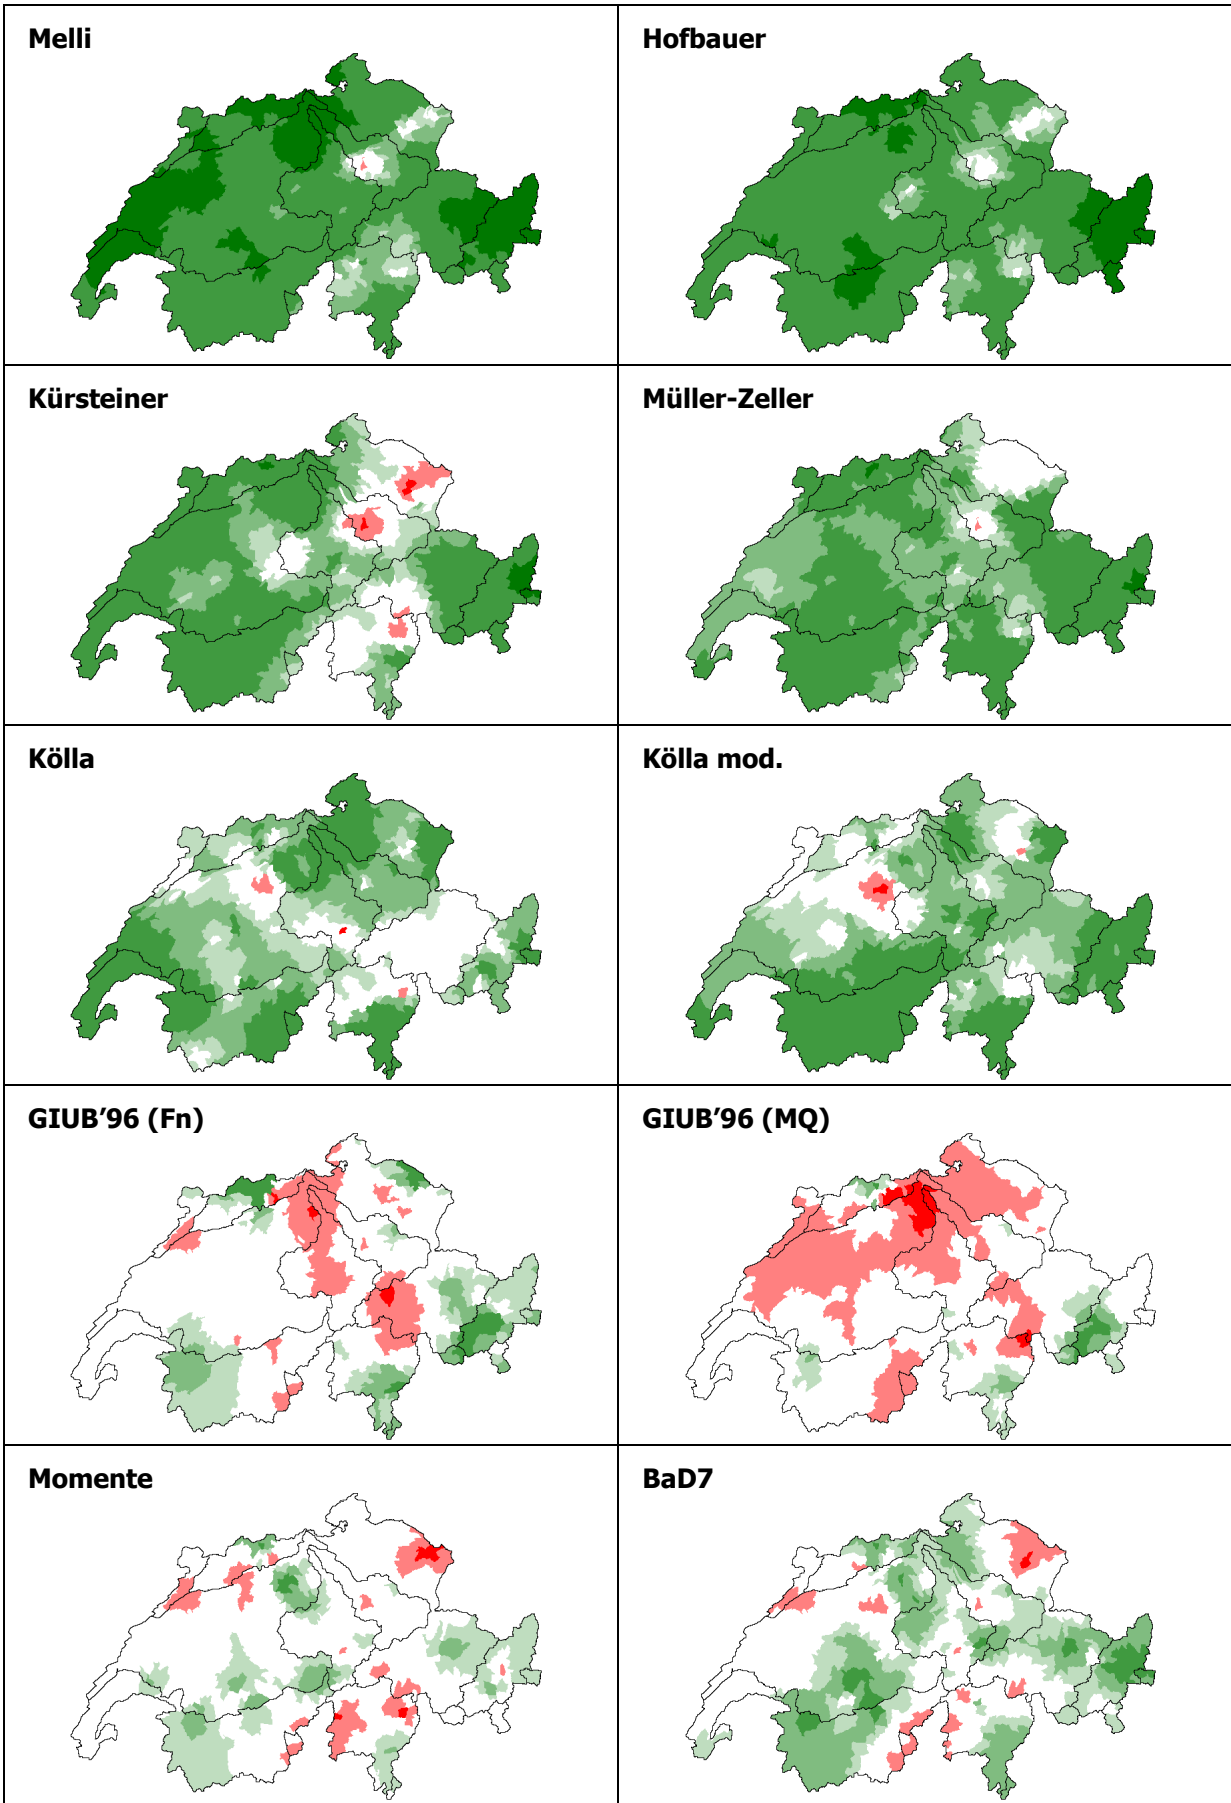 Melli
Hofbauer
Kürsteiner
Müller-Zeller
Kölla
Kölla mod.
GIUB’96 (Fn)
GIUB’96 (MQ)
Momente
BaD7